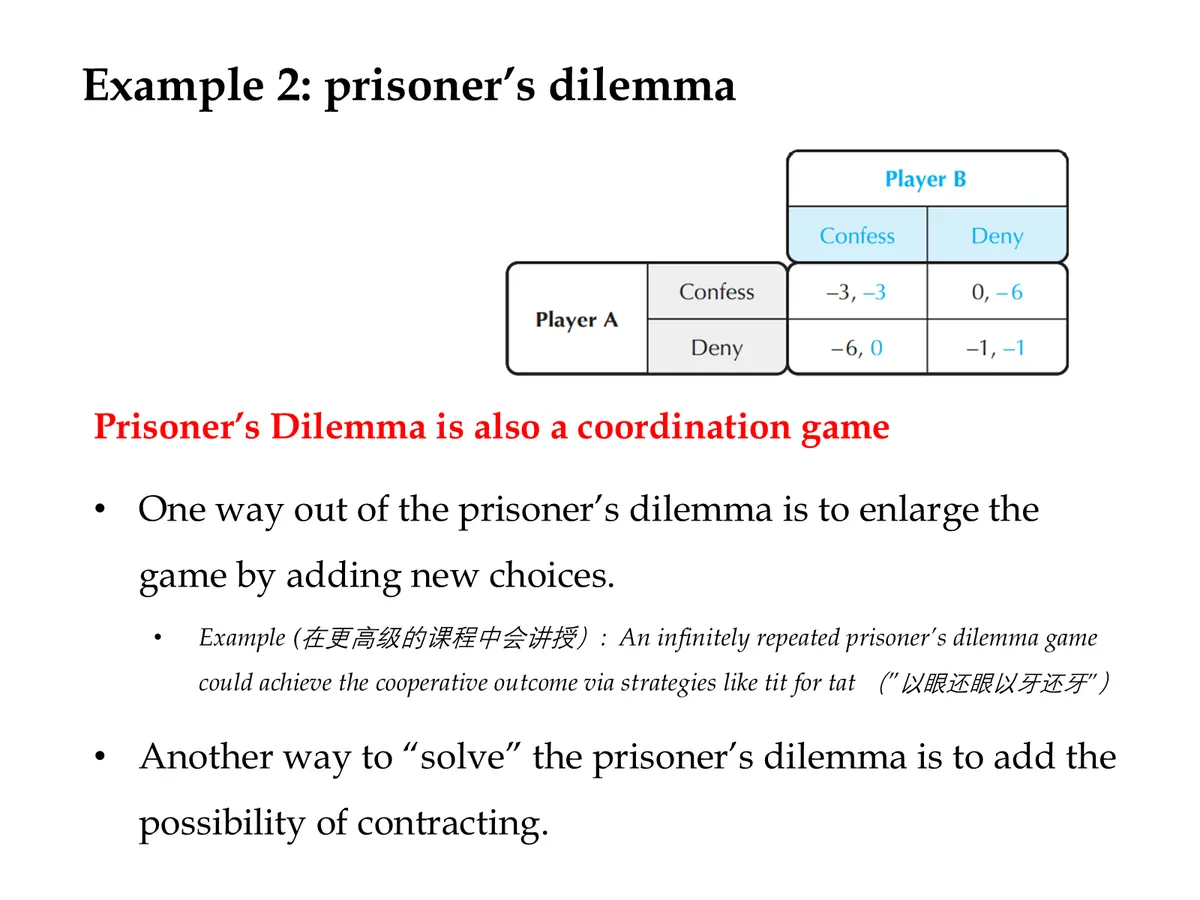 Example 2: prisoner’s dilemma
Player B
Confess Deny
Player A
Confess –3, –3 0, –6
Deny –6, 0 –1, –1
Prisoner’s Dilemma is also a coordination game
• One way out of the prisoner’s dilemma is to enlarge the
game by adding new choices.
• Example (在更高级的课程中会讲授）: An infinitely repeated prisoner’s dilemma game
could achieve the cooperative outcome via strategies like tit for tat （”以眼还眼以牙还牙”）
• Another way to “solve” the prisoner’s dilemma is to add the
possibility of contracting.